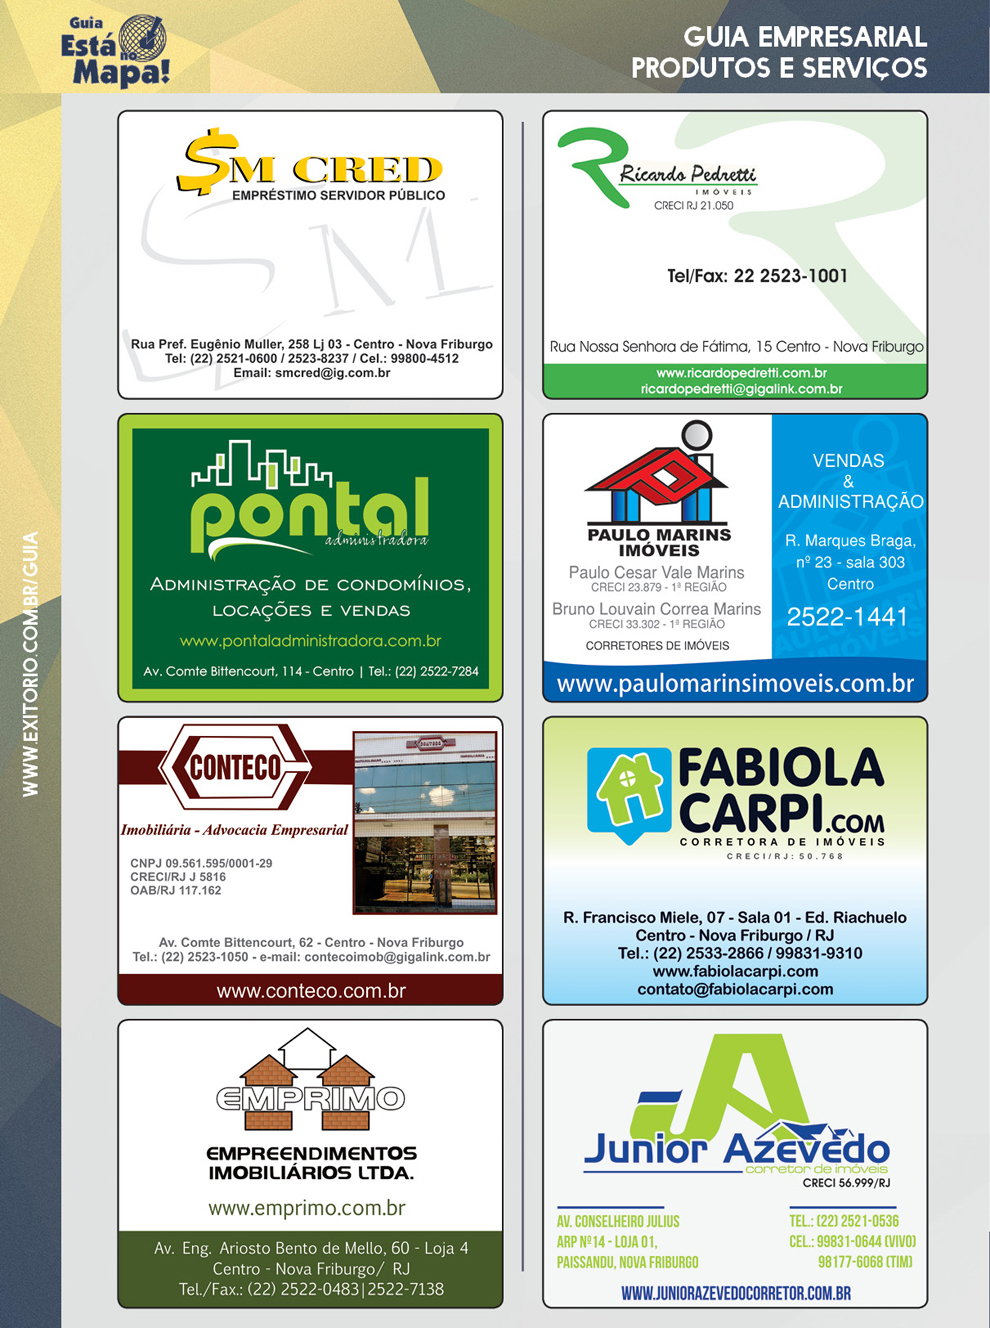 Guia
Está
no
Mapa!
GUIA EMPRESARIAL
PRODUTOS E SERVIÇOS
WWW.EXITORIO.COM.BR/GUIA
$M CRED
EMPRÉSTIMO SERVIDOR PÚBLICO
Rua Pref. Eugênio Muller, 258 Lj 03 - Centro - Nova Friburgo
Tel: (22) 2521-0600 / 2523-8237 / Cel.: 99800-4512
Email: smcred@ig.com.br
Ricardo Pedretti
IMÓVEIS
CRECI RJ 21.050
Tel/Fax: 22 2523-1001
Rua Nossa Senhora de Fátima, 15 Centro - Nova Friburgo
www.ricardopedretti.com.br
ricardopedretti@gigalink.com.br
pontal
administradora
ADMINISTRAÇÃO DE CONDOMÍNIOS,
LOCAÇÕES E VENDAS
www.pontaladministradora.com.br
Av. Comte Bittencourt, 114 - Centro | Tel.: (22) 2522-7284
PAULO MARINS
IMÓVEIS
Paulo Cesar Vale Marins
CRECI 23.879 - 1ª REGIÃO
Bruno Louvain Correa Marins
CRECI 33.302 - 1ª REGIÃO
CORRETORES DE IMÓVEIS
VENDAS
&
ADMINISTRAÇÃO
R. Marques Braga,
nº 23 - sala 303
Centro
2522-1441
www.paulomarinsimoveis.com.br
CONTECO
Imobiliária - Advocacia Empresarial
CNPJ 09.561.595/0001-29
CRECI/RJ J 5816
OAB/RJ 117.162
CONTECO
Av. Comte Bittencourt, 62 - Centro - Nova Friburgo
Tel.: (22) 2523-1050 - e-mail: contecoimob@gigalink.com.br
www.conteco.com.br
FABIOLA
CARPI.COM
CORRETORA DE IMÓVEIS
CRECI/RJ: 50.768
R. Francisco Miele, 07 - Sala 01 - Ed. Riachuelo
Centro - Nova Friburgo / RJ
Tel.: (22) 2533-2866 / 99831-9310
www.fabiolacarpi.com
contato@fabiolacarpi.com
EMPRIMO
EMPREENDIMENTOS
IMOBILIÁRIOS LTDA.
www.emprimo.com.br
Av. Eng. Ariosto Bento de Mello, 60 - Loja 4
Centro - Nova Friburgo/ RJ
Tel./Fax.: (22) 2522-0483|2522-7138
JUNIOR AZEVEDO
corretor de imóveis
CRECI 56.999/RJ
AV. CONSELHEIRO JULIUS
ARP Nº14 - LOJA 01,
PAISSANDU, NOVA FRIBURGO
TEL.: (22) 2521-0536
CEL.: 99831-0644 (VIVO)
98177-6068 (TIM)
WWW.JUNIORAZEVEDOCORRETOR.COM.BR